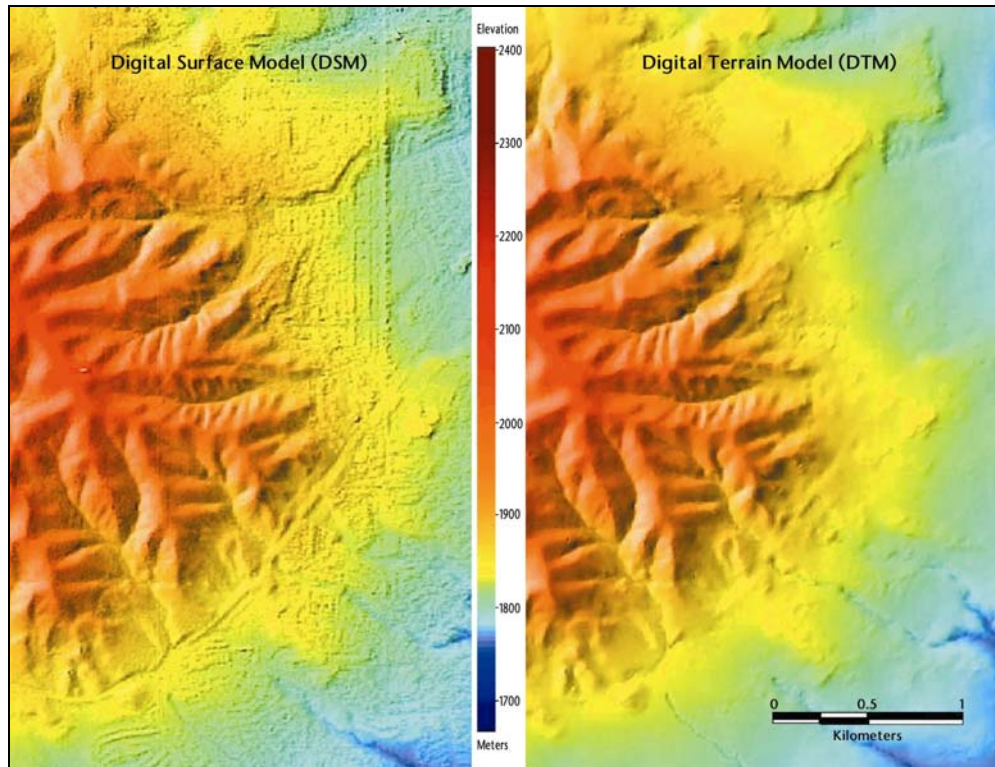 Digital Surface Model (DSM)
Elevation
2400
2300
2200
2100
2000
1900
1800
1700
Meters
Digital Terrain Model (DTM)
0 0.5 1
Kilometers